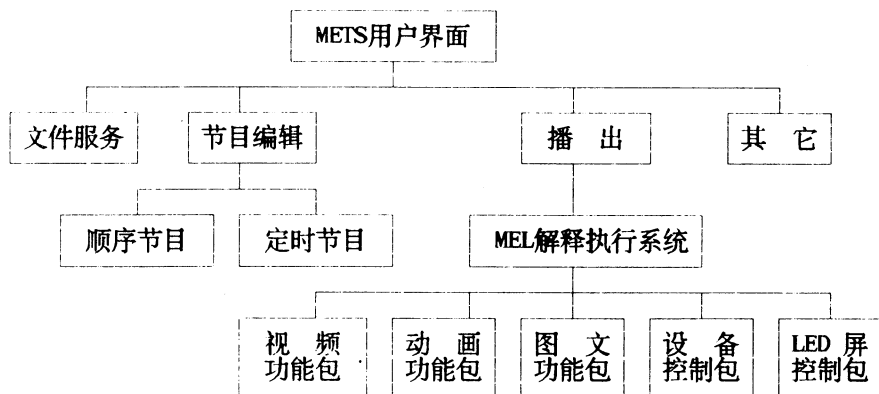 METS用户界面
文件服务
节目编辑
播 出
其 它
顺序节目
定时节目
MEL解释执行系统
视 频
功能包
动 画
功能包
图 文
功能包
设 备
控制包
LED 屏
控制包